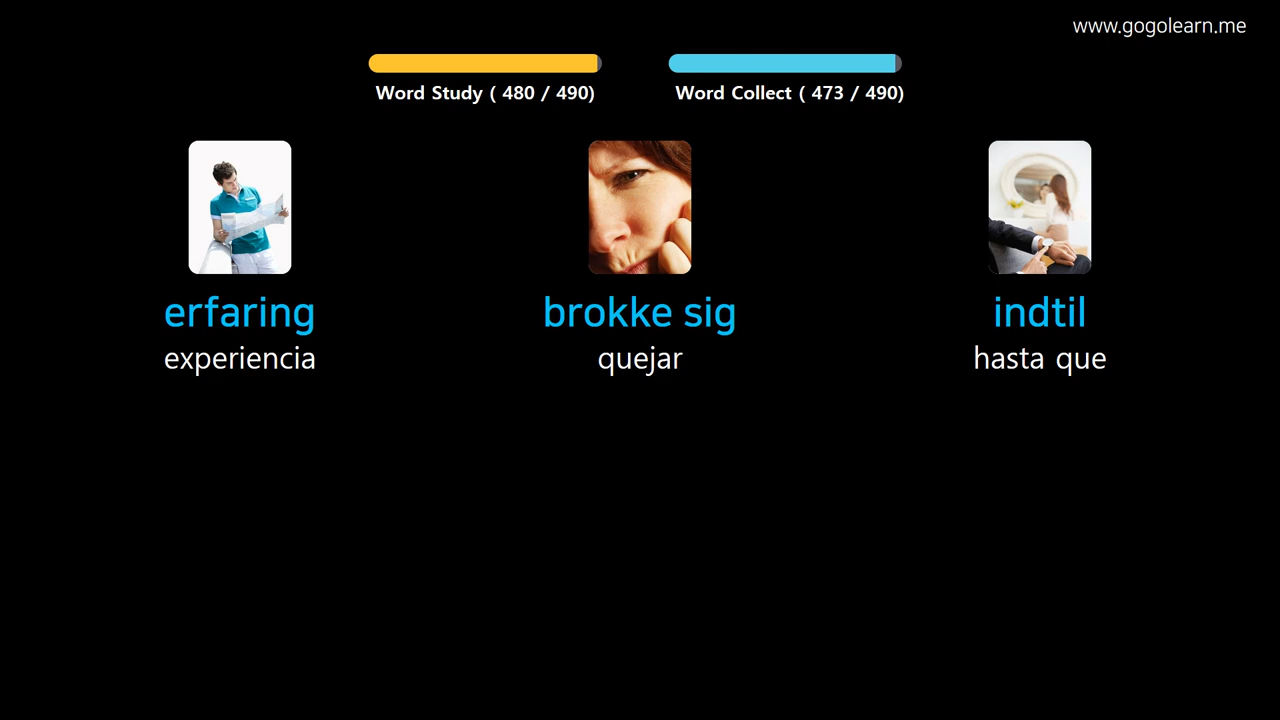 www.gogolearn.me
Word Study ( 480 / 490)
Word Collect ( 473 / 490)
erfaring
experiencia
brokke sig
quejar
indtil
hasta que